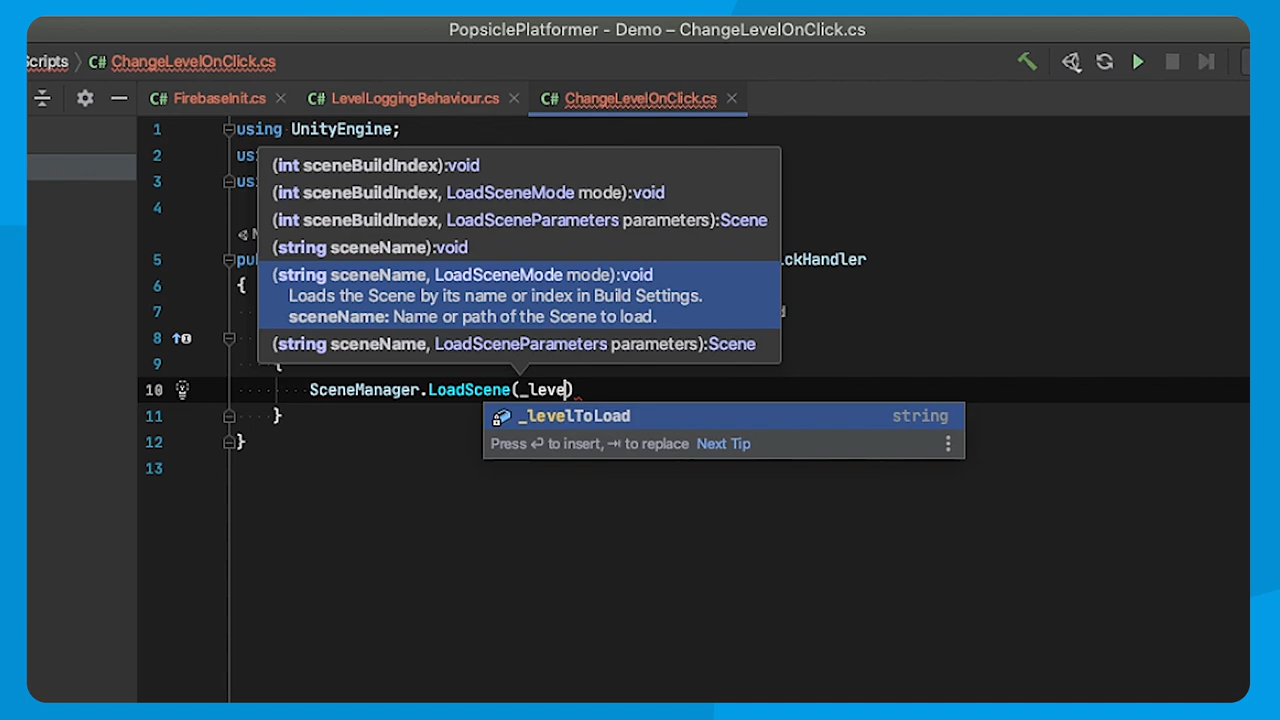 PopsiclePlatformer - Demo – ChangeLevelOnClick.cs
Scripts C# ChangeLevelOnClick.cs
C# FirebaseInit.cs C# LevelLoggingBehaviour.cs C# ChangeLevelOnClick.cs
1 using UnityEngine;
2 usi
(int sceneBuildIndex):void
3 usi
(int sceneBuildIndex, LoadSceneMode mode):void
4
(int sceneBuildIndex, LoadSceneParameters parameters):Scene
(string sceneName):void
5 pub ickHandler
6 {
(string sceneName, LoadSceneMode mode):void
Loads the Scene by its name or index in Build Settings.
7 d
sceneName: Name or path of the Scene to load.
8
(string sceneName, LoadSceneParameters parameters):Scene
9 {
10 SceneManager.LoadScene(_leve)
11 }
_levelToLoad string
12 }
Press ⏎ to insert, ⇥ to replace Next Tip
13